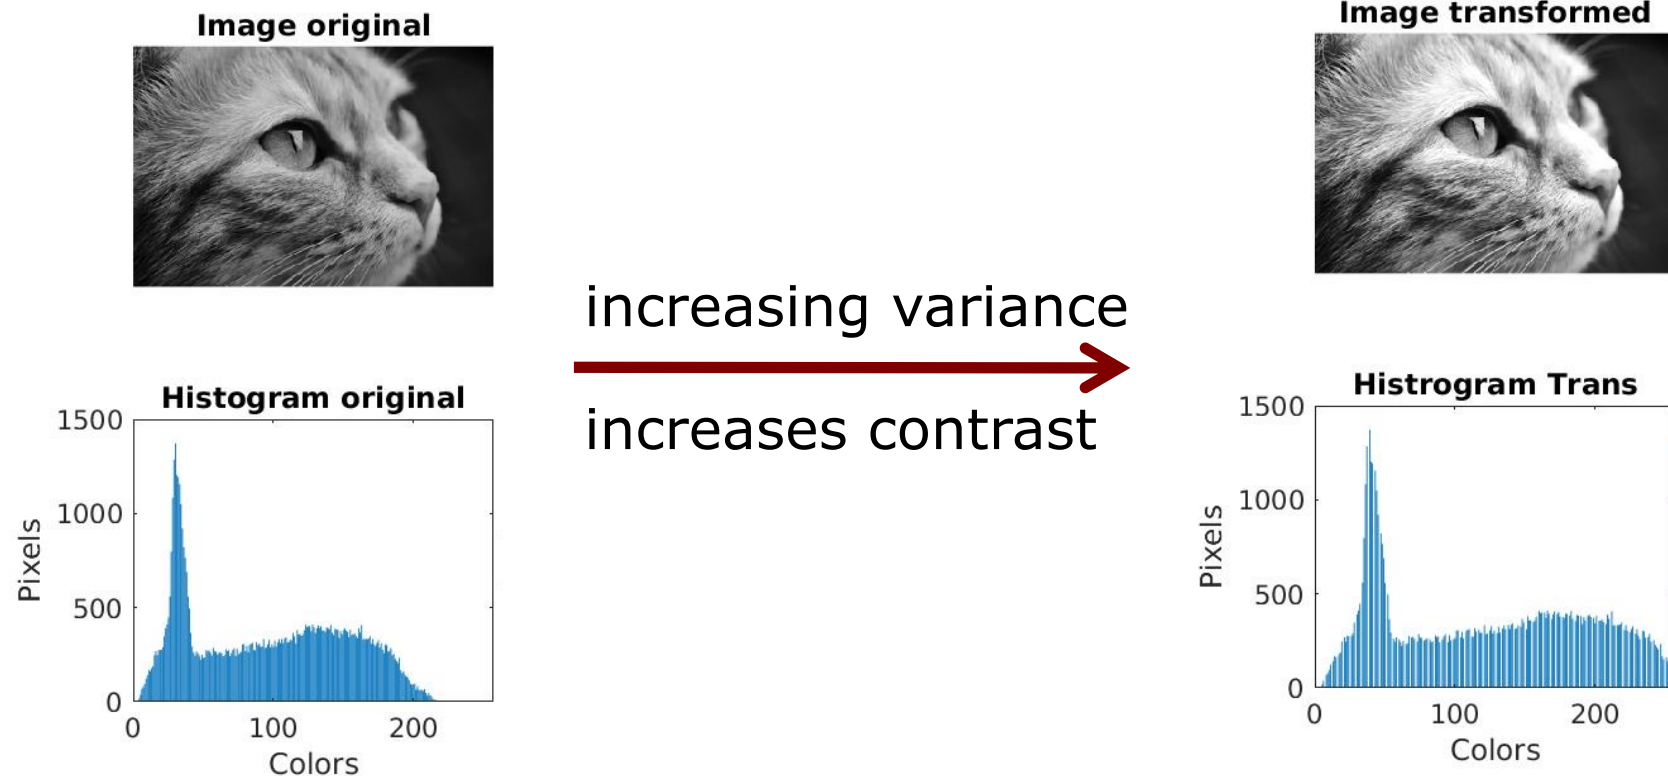 Image original
Image transformed
increasing variance
increases contrast
Histogram original
1500
1000
500
0
Pixels
0 100 200
Colors
Histrogram Trans
1500
1000
500
0
Pixels
0 100 200
Colors